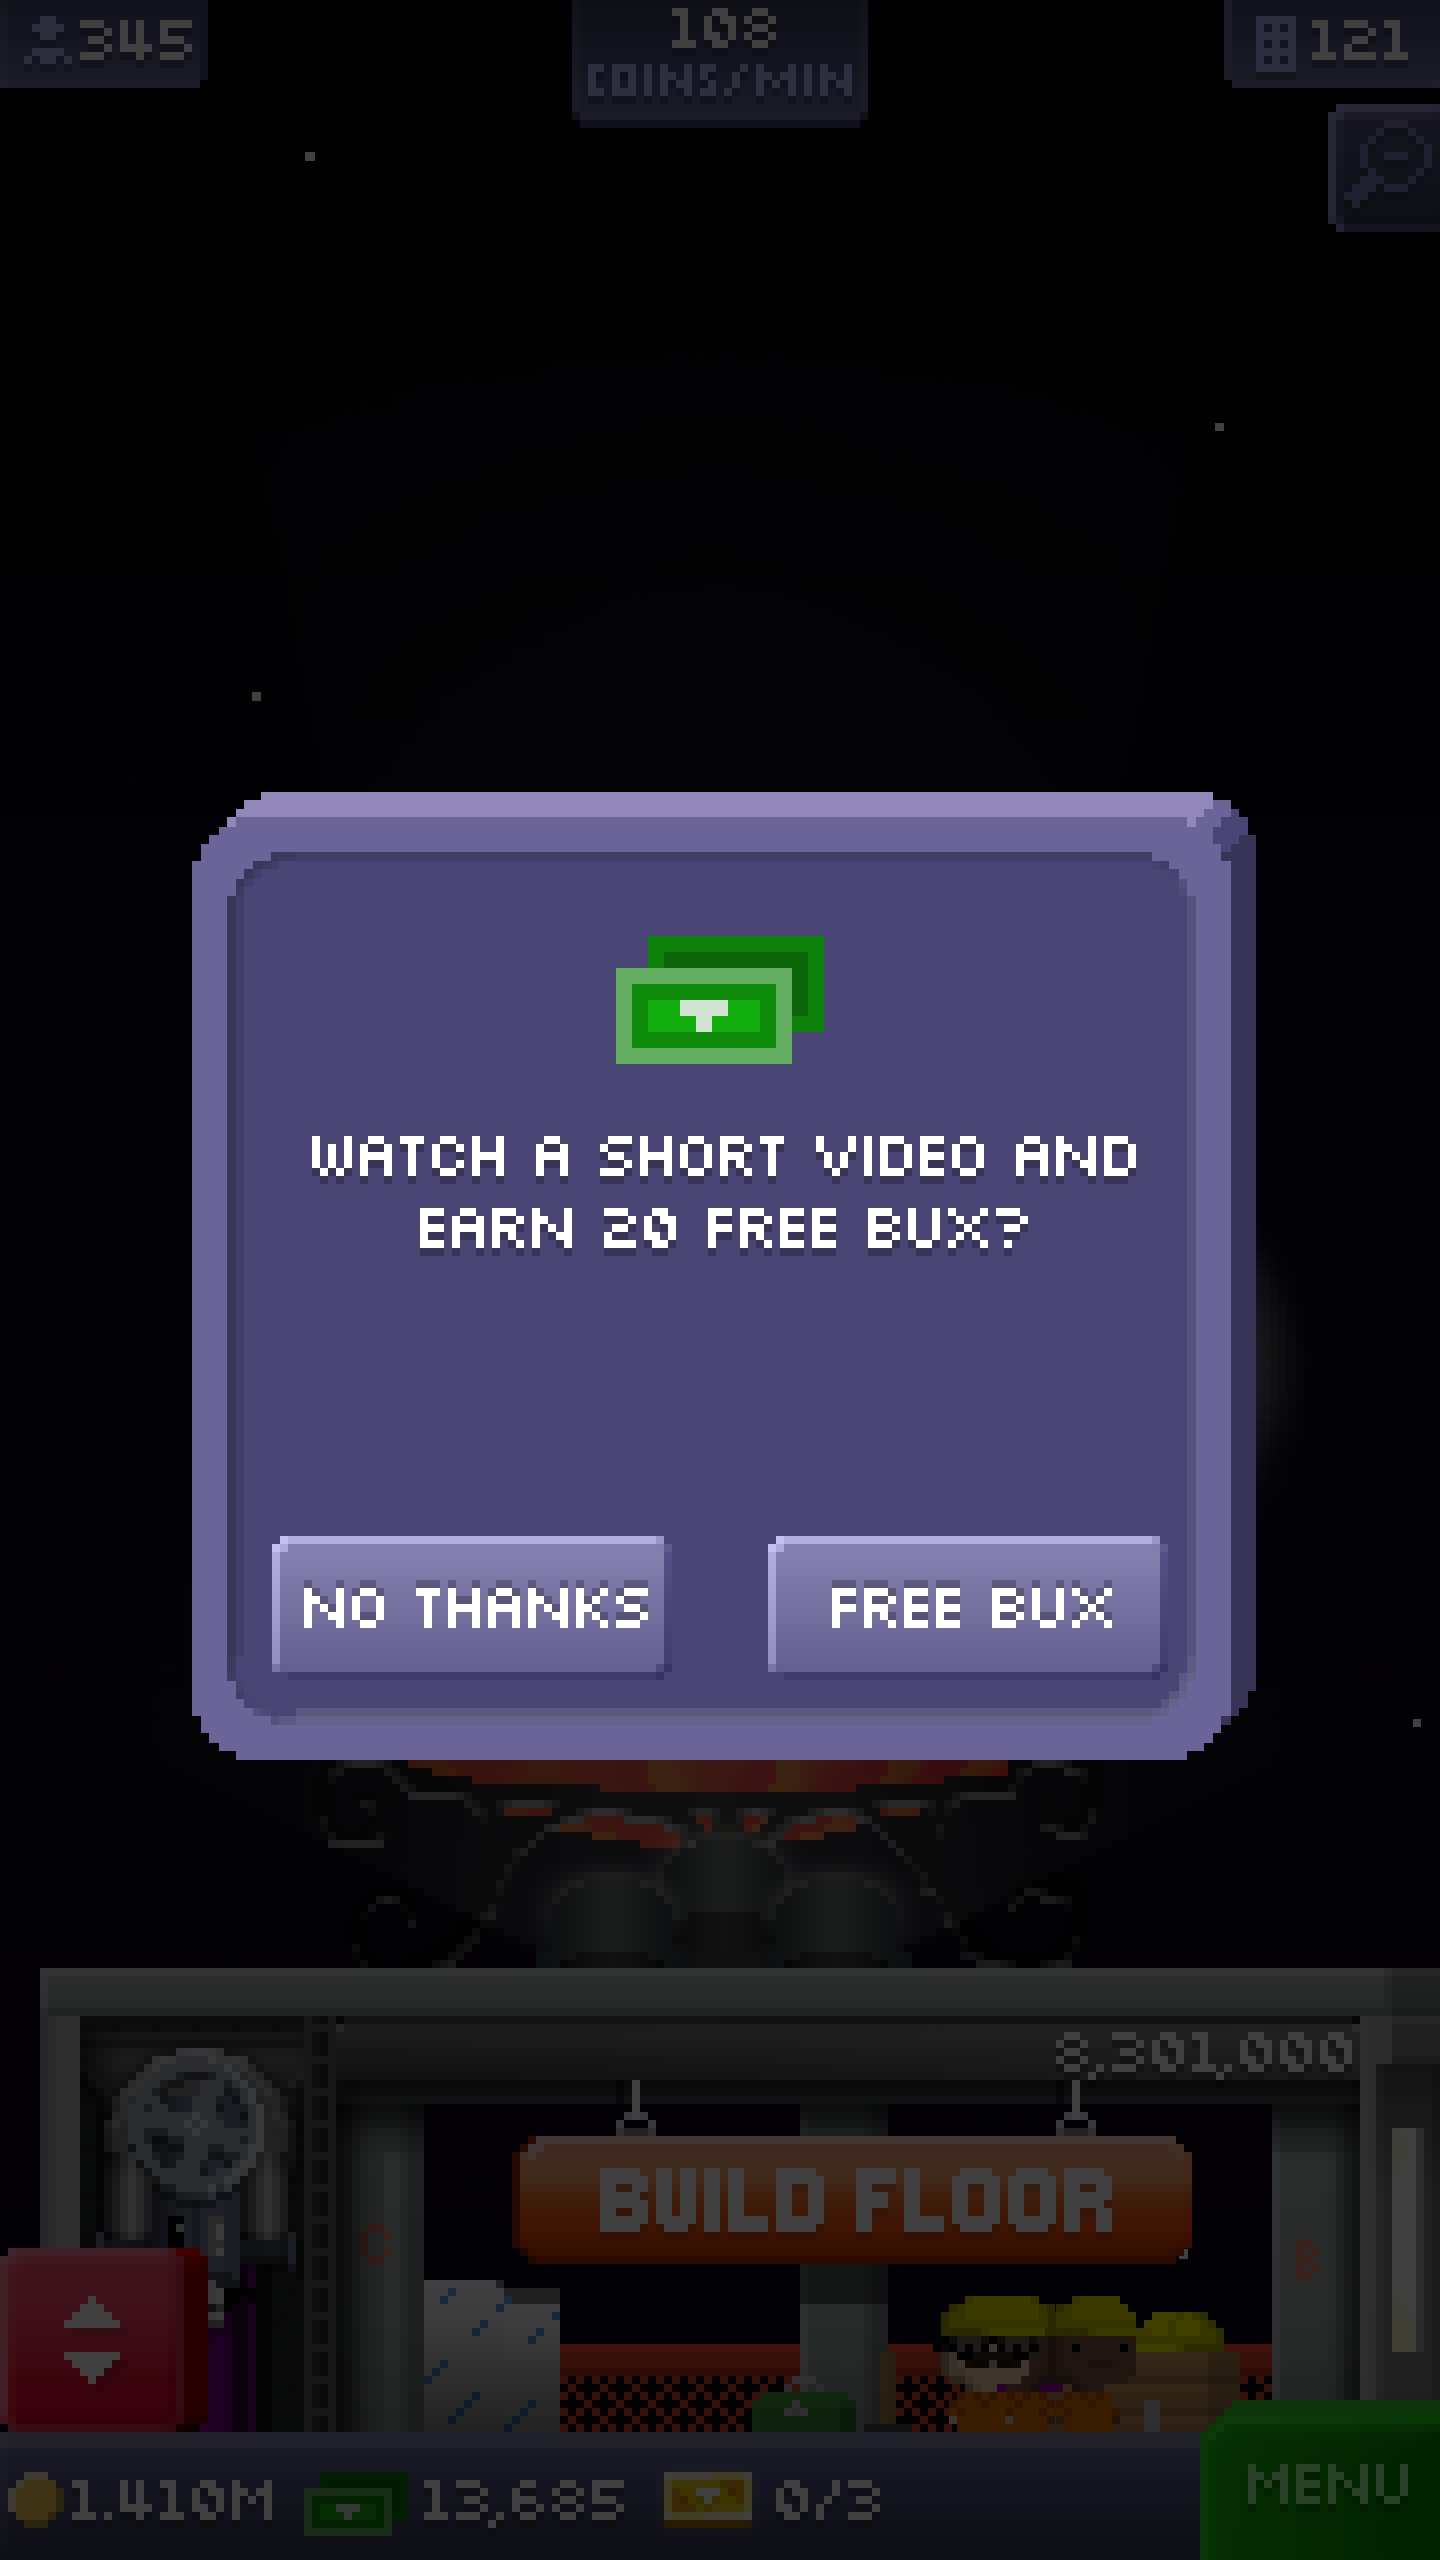 345
108
COINS/MIN
121
WATCH A SHORT VIDEO AND
EARN 20 FREE BUX?
NO THANKS
FREE BUX
8,301,000
BUILD FLOOR
C
B
1.410M
13,685
0/3
MENU